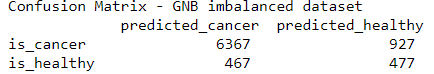 Confusion Matrix - GNB imbalanced dataset
predicted_cancer predicted_healthy
is_cancer 6367 927
is_healthy 467 477